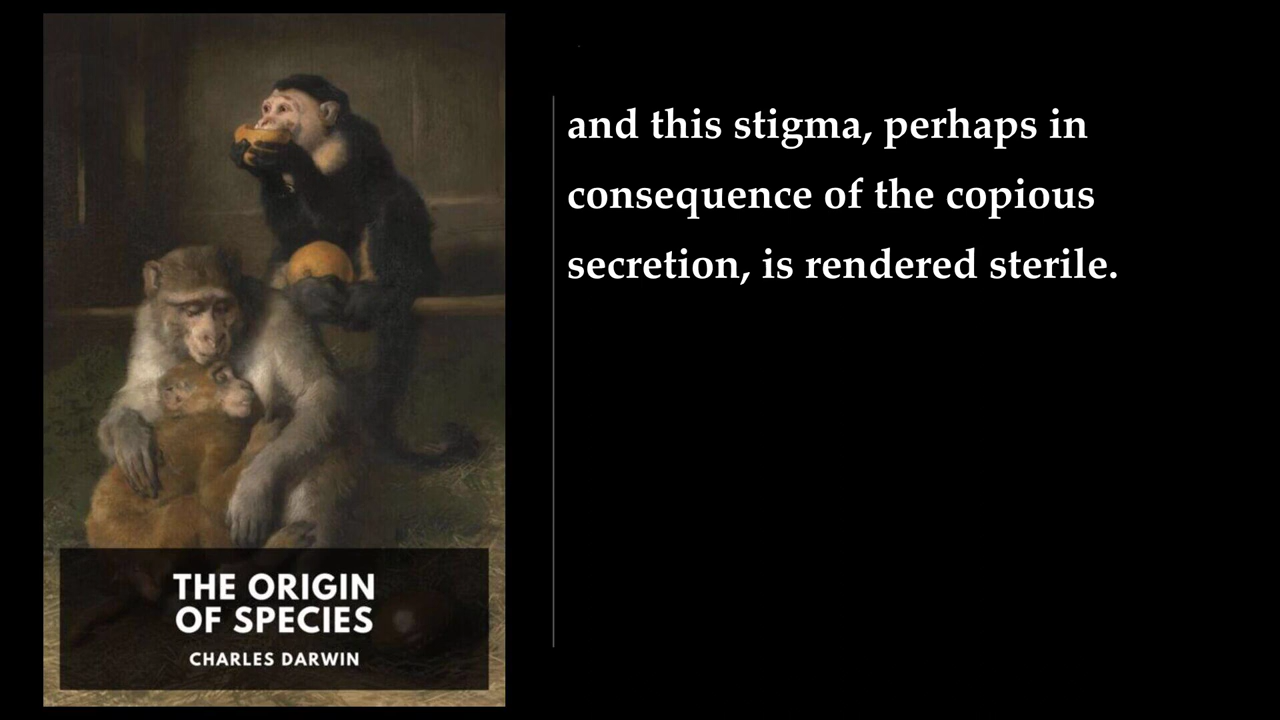 and this stigma, perhaps in
consequence of the copious
secretion, is rendered sterile.
THE ORIGIN
OF SPECIES
CHARLES DARWIN